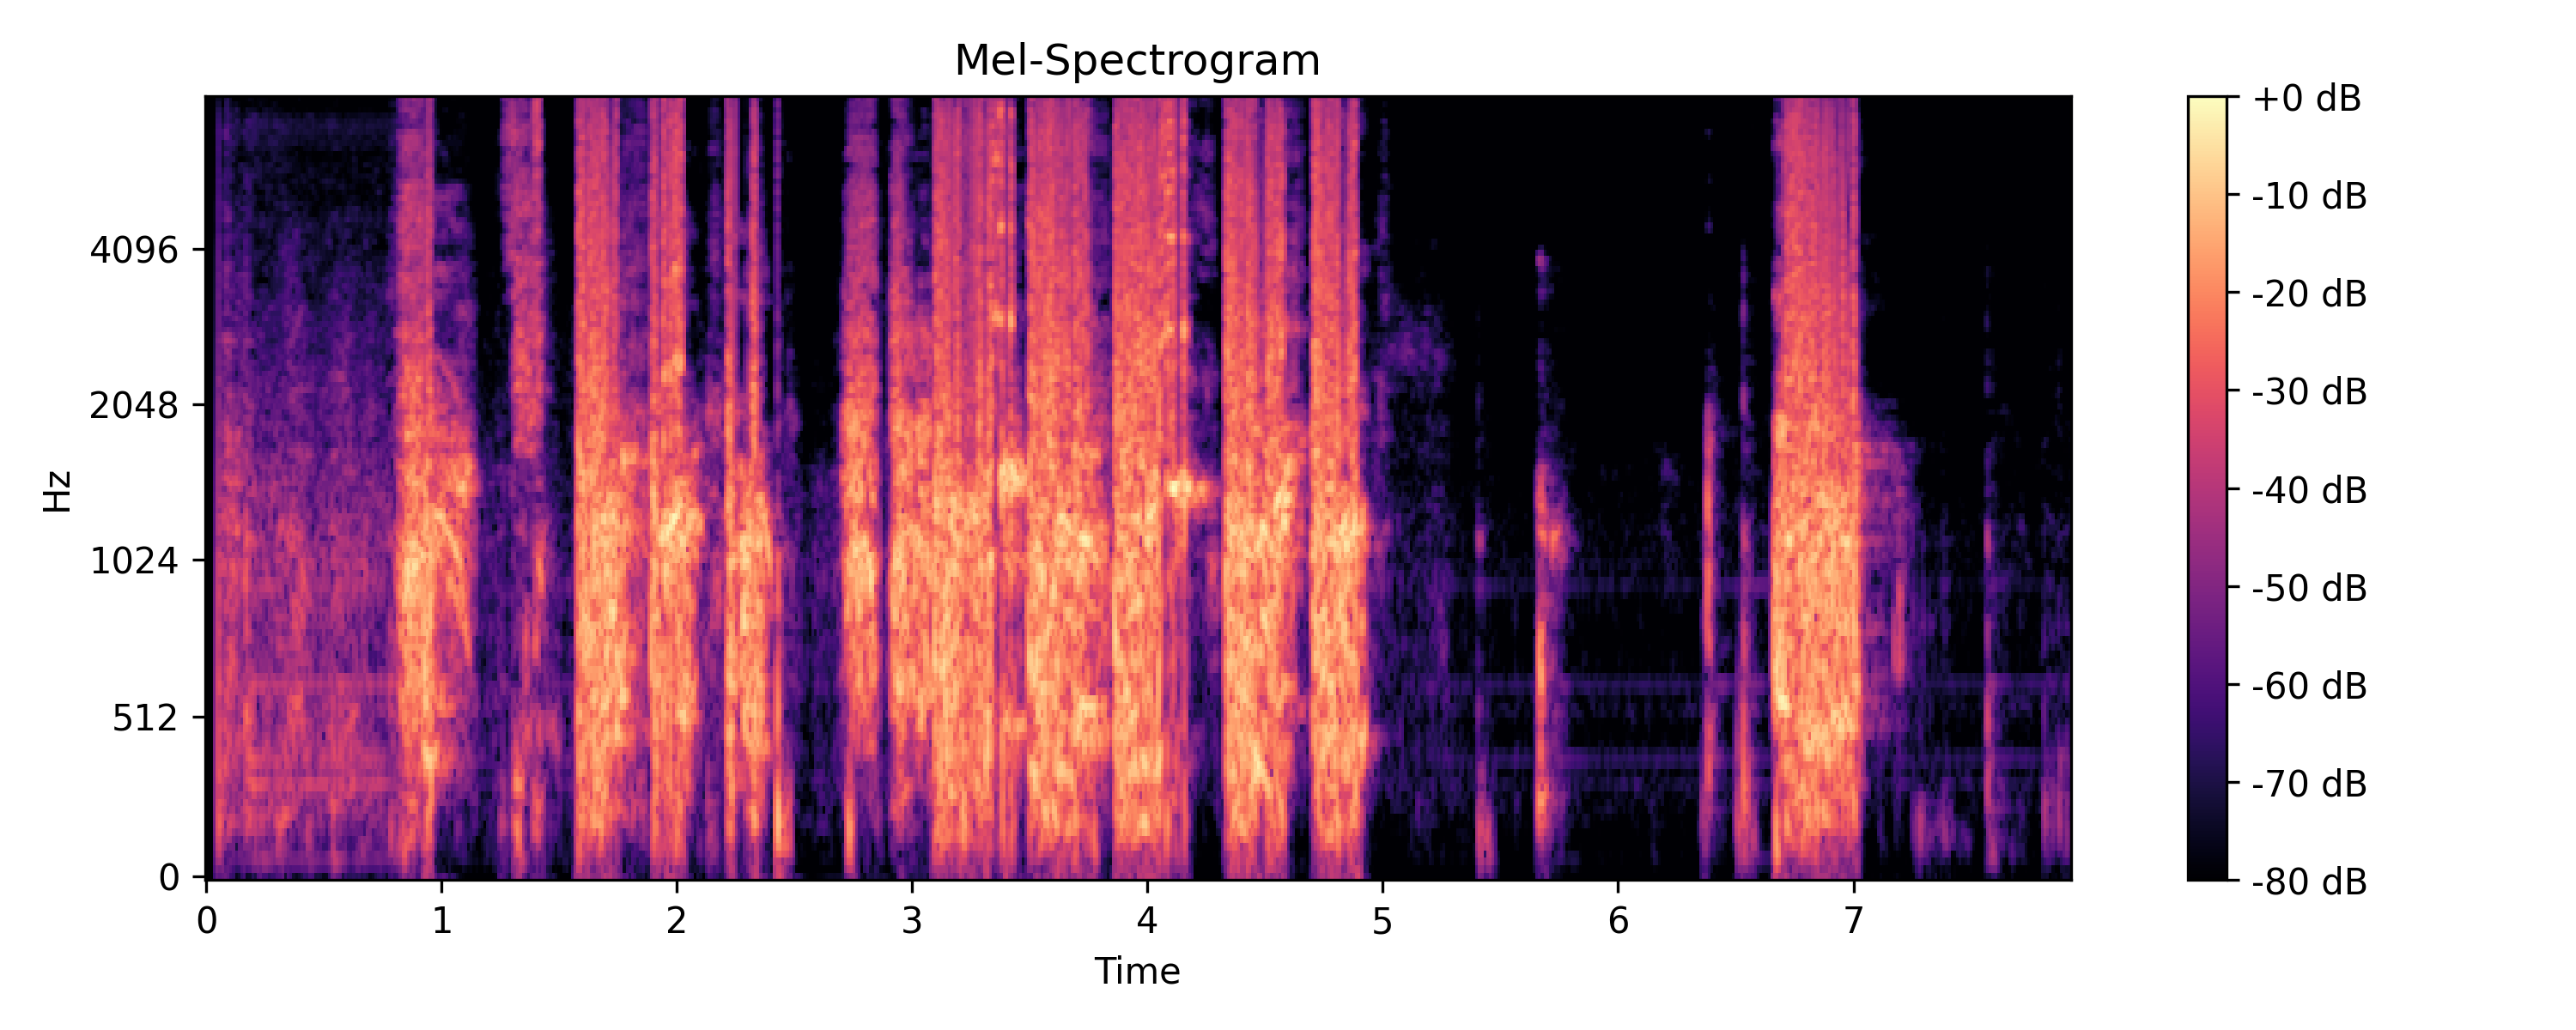 Mel-Spectrogram
+0 dB
-10 dB
-20 dB
-30 dB
-40 dB
-50 dB
-60 dB
-70 dB
-80 dB
Hz
4096
2048
1024
512
0
0 1 2 3 4 5 6 7
Time